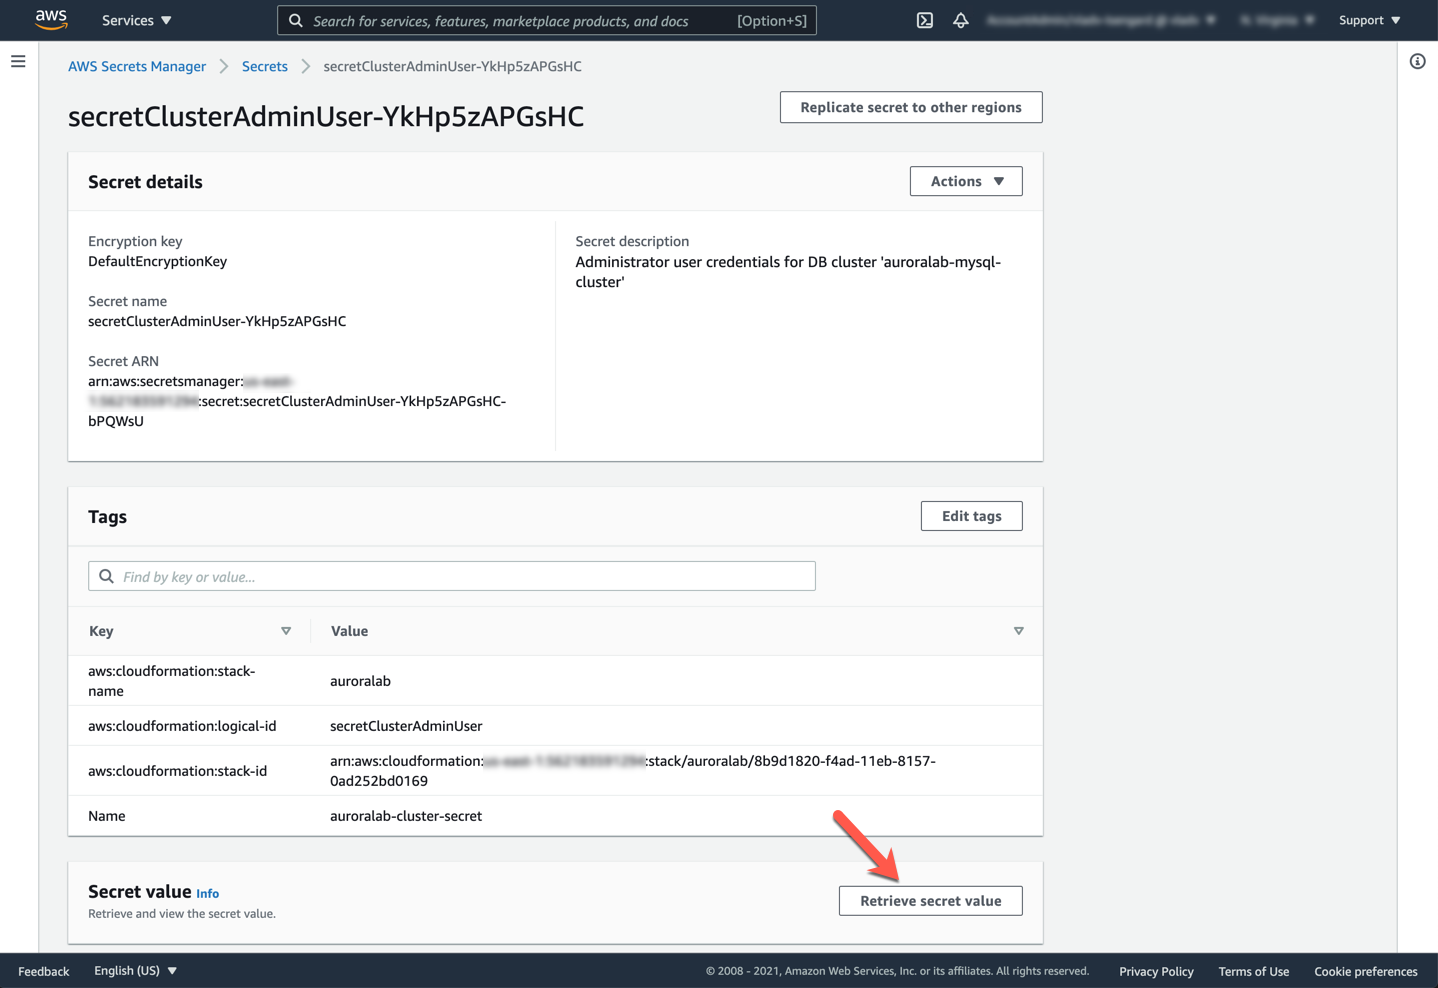 aws
Services
Search for services, features, marketplace products, and docs [Option+S]
Support
AWS Secrets Manager
Secrets
secretClusterAdminUser-YkHp5zAPGsHC
secretClusterAdminUser-YkHp5zAPGsHC
Replicate secret to other regions
Secret details
Actions
Encryption key
DefaultEncryptionKey
Secret name
secretClusterAdminUser-YkHp5zAPGsHC
Secret ARN
arn:aws:secretsmanager:
:secret:secretClusterAdminUser-YkHp5zAPGsHC-
bPQWsU
Secret description
Administrator user credentials for DB cluster 'auroralab-mysql-
cluster'
Tags
Edit tags
Find by key or value...
Key
Value
aws:cloudformation:stack-
name
auroralab
aws:cloudformation:logical-id
secretClusterAdminUser
aws:cloudformation:stack-id
arn:aws:cloudformation: :stack/auroralab/8b9d1820-f4ad-11eb-8157-
0ad252bd0169
Name
auroralab-cluster-secret
Secret value Info
Retrieve and view the secret value.
Retrieve secret value
Feedback
English (US)
© 2008 - 2021, Amazon Web Services, Inc. or its affiliates. All rights reserved.
Privacy Policy
Terms of Use
Cookie preferences